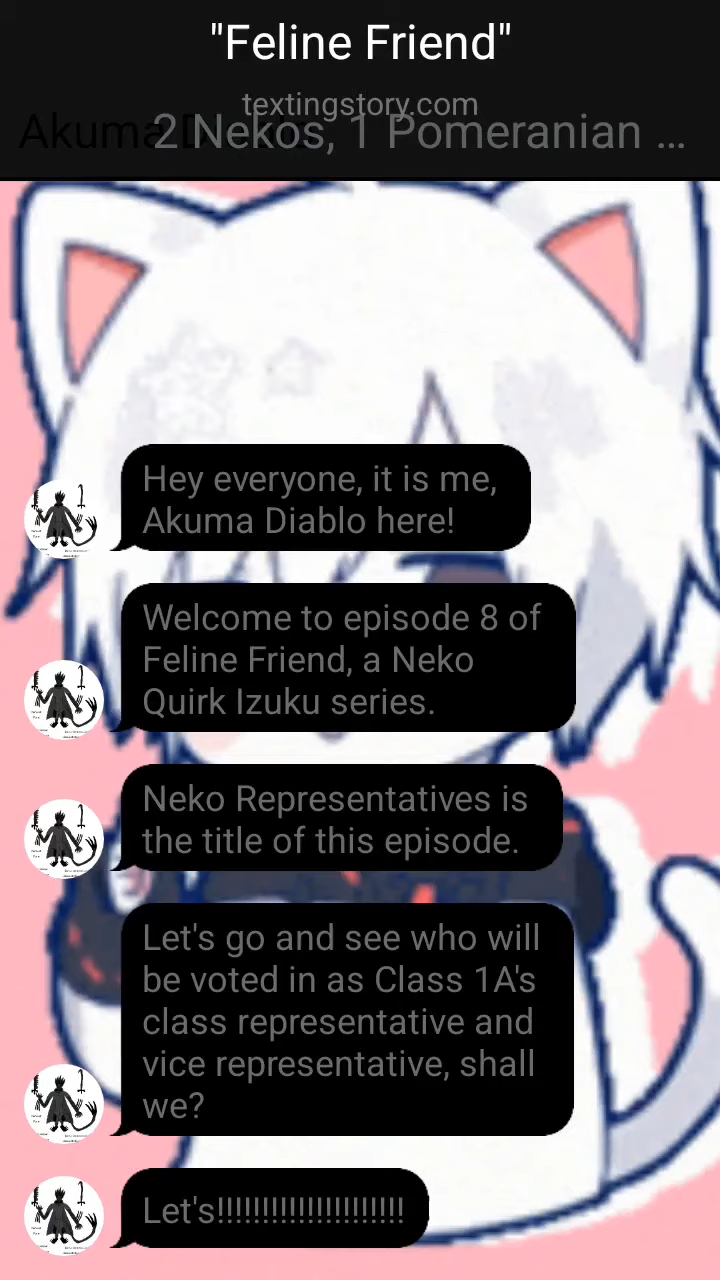 "Feline Friend"
textingstory.com
Akuma
2 Nekos, 1 Pomeranian ...
Hey everyone, it is me,
Akuma Diablo here!
Welcome to episode 8 of
Feline Friend, a Neko
Quirk Izuku series.
Neko Representatives is
the title of this episode.
Let's go and see who will
be voted in as Class 1A's
class representative and
vice representative, shall
we?
Let's!!!!!!!!!!!!!!!!!!!!!!